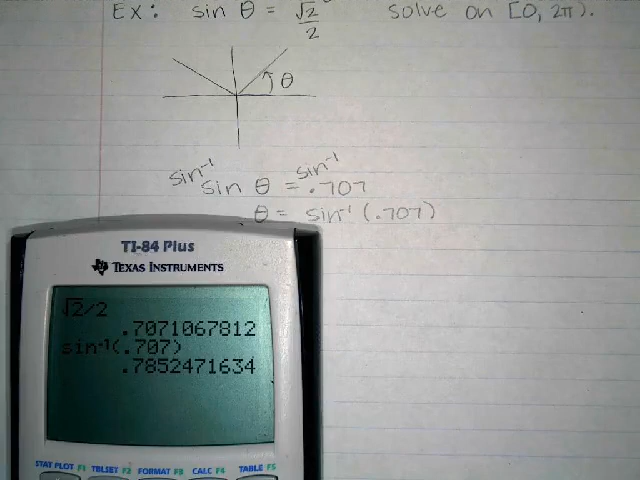 Ex: sin θ = √2/2 solve on [0, 2π).
θ
sin⁻¹ sin θ = sin⁻¹ .707
θ = sin⁻¹ (.707)
TI-84 Plus
TEXAS INSTRUMENTS
√2/2
.7071067812
sin⁻¹(.707)
.7852471634
STAT PLOT F1 TBLSET F2 FORMAT F3 CALC F4 TABLE F5